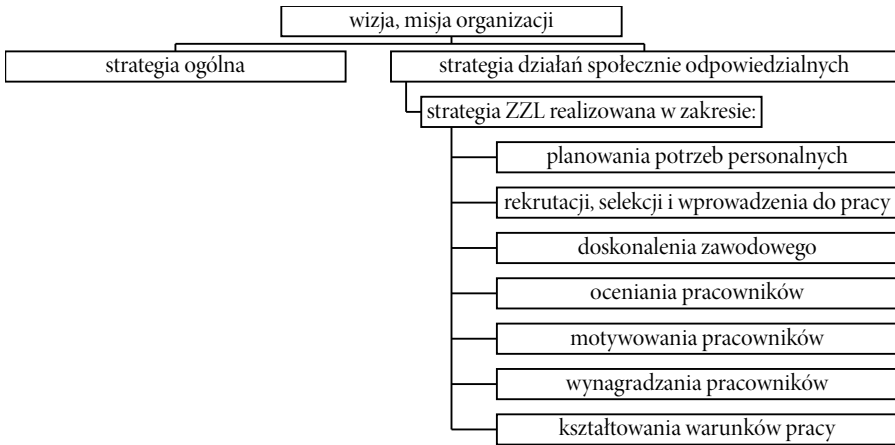 wizja, misja organizacji
strategia ogólna
strategia działań społecznie odpowiedzialnych
strategia ZZL realizowana w zakresie:
planowania potrzeb personalnych
rekrutacji, selekcji i wprowadzenia do pracy
doskonalenia zawodowego
oceniania pracowników
motywowania pracowników
wynagradzania pracowników
kształtowania warunków pracy